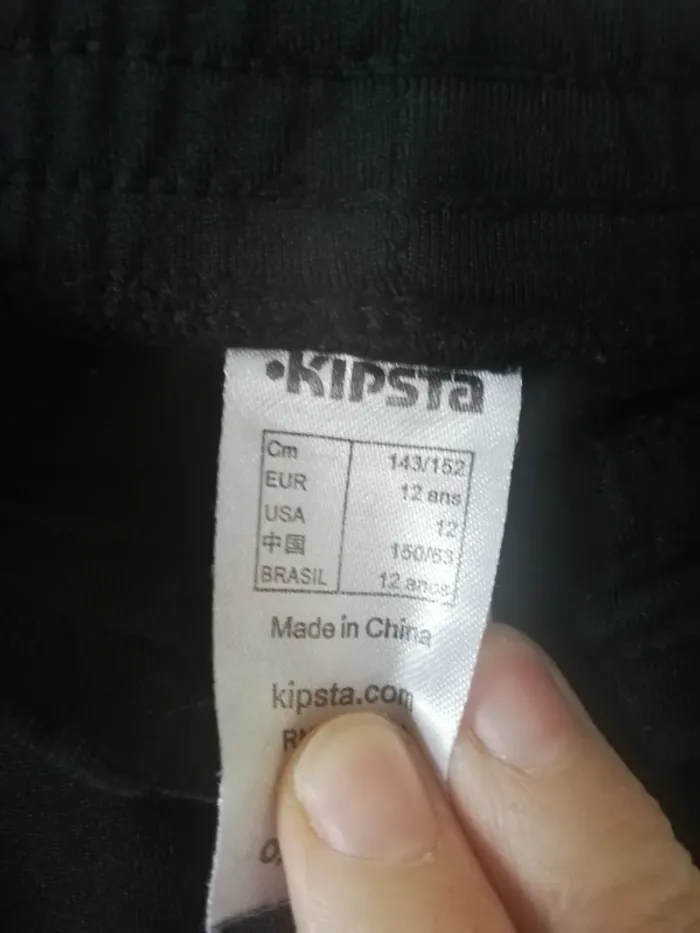 •KIPSTA
Cm 143/152
EUR 12 ans
USA 12
中国 150/63
BRASIL 12 anos
Made in China
kipsta.com